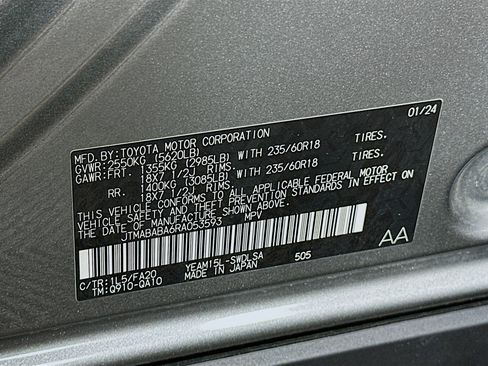 MFD.BY:TOYOTA MOTOR CORPORATION 01/24
GVWR:2550KG (5620LB)
GAWR:FRT. 1355KG (2985LB) WITH 235/60R18 TIRES.
18X7 1/2J RIMS.
RR. 1400KG (3085LB) WITH 235/60R18 TIRES.
18X7 1/2J RIMS.
THIS VEHICLE CONFORMS TO ALL APPLICABLE FEDERAL MOTOR
VEHICLE SAFETY AND THEFT PREVENTION STANDARDS IN EFFECT ON
THE DATE OF MANUFACTURE SHOWN ABOVE.
JTMABABA6RA053593 MPV
AA
C/TR:1L5/FA20 YEAM15L-SWDLSA 505
TM:Q910-QA10 MADE IN JAPAN